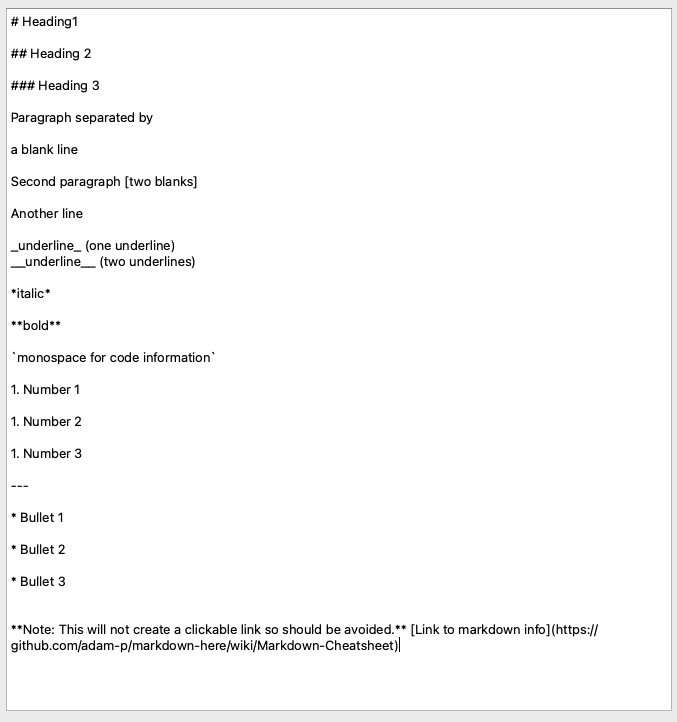 # Heading1
## Heading 2
### Heading 3
Paragraph separated by
a blank line
Second paragraph [two blanks]
Another line
_underline_ (one underline)
__underline__ (two underlines)
*italic*
**bold**
`monospace for code information`
1. Number 1
1. Number 2
1. Number 3
---
* Bullet 1
* Bullet 2
* Bullet 3
**Note: This will not create a clickable link so should be avoided.** [Link to markdown info](https://
github.com/adam-p/markdown-here/wiki/Markdown-Cheatsheet)